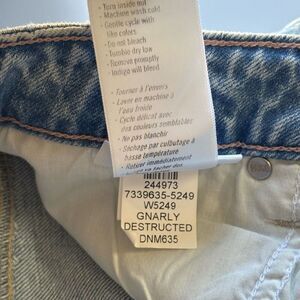 - Turn inside out
- Machine wash cold
- Gentle cycle with
like colors
- Do not bleach
- Tumble dry low
- Remove promptly
- Indigo will blend
- Tourner à l'envers
- Laver en machine à
l'eau froide
- Cycle délicat avec
des couleurs semblables
- Ne pas blanchir
- Séchage par culbutage à
basse température
- Retirer immédiatement
244973
7339635-5249
W5249
GNARLY
DESTRUCTED
DNM635